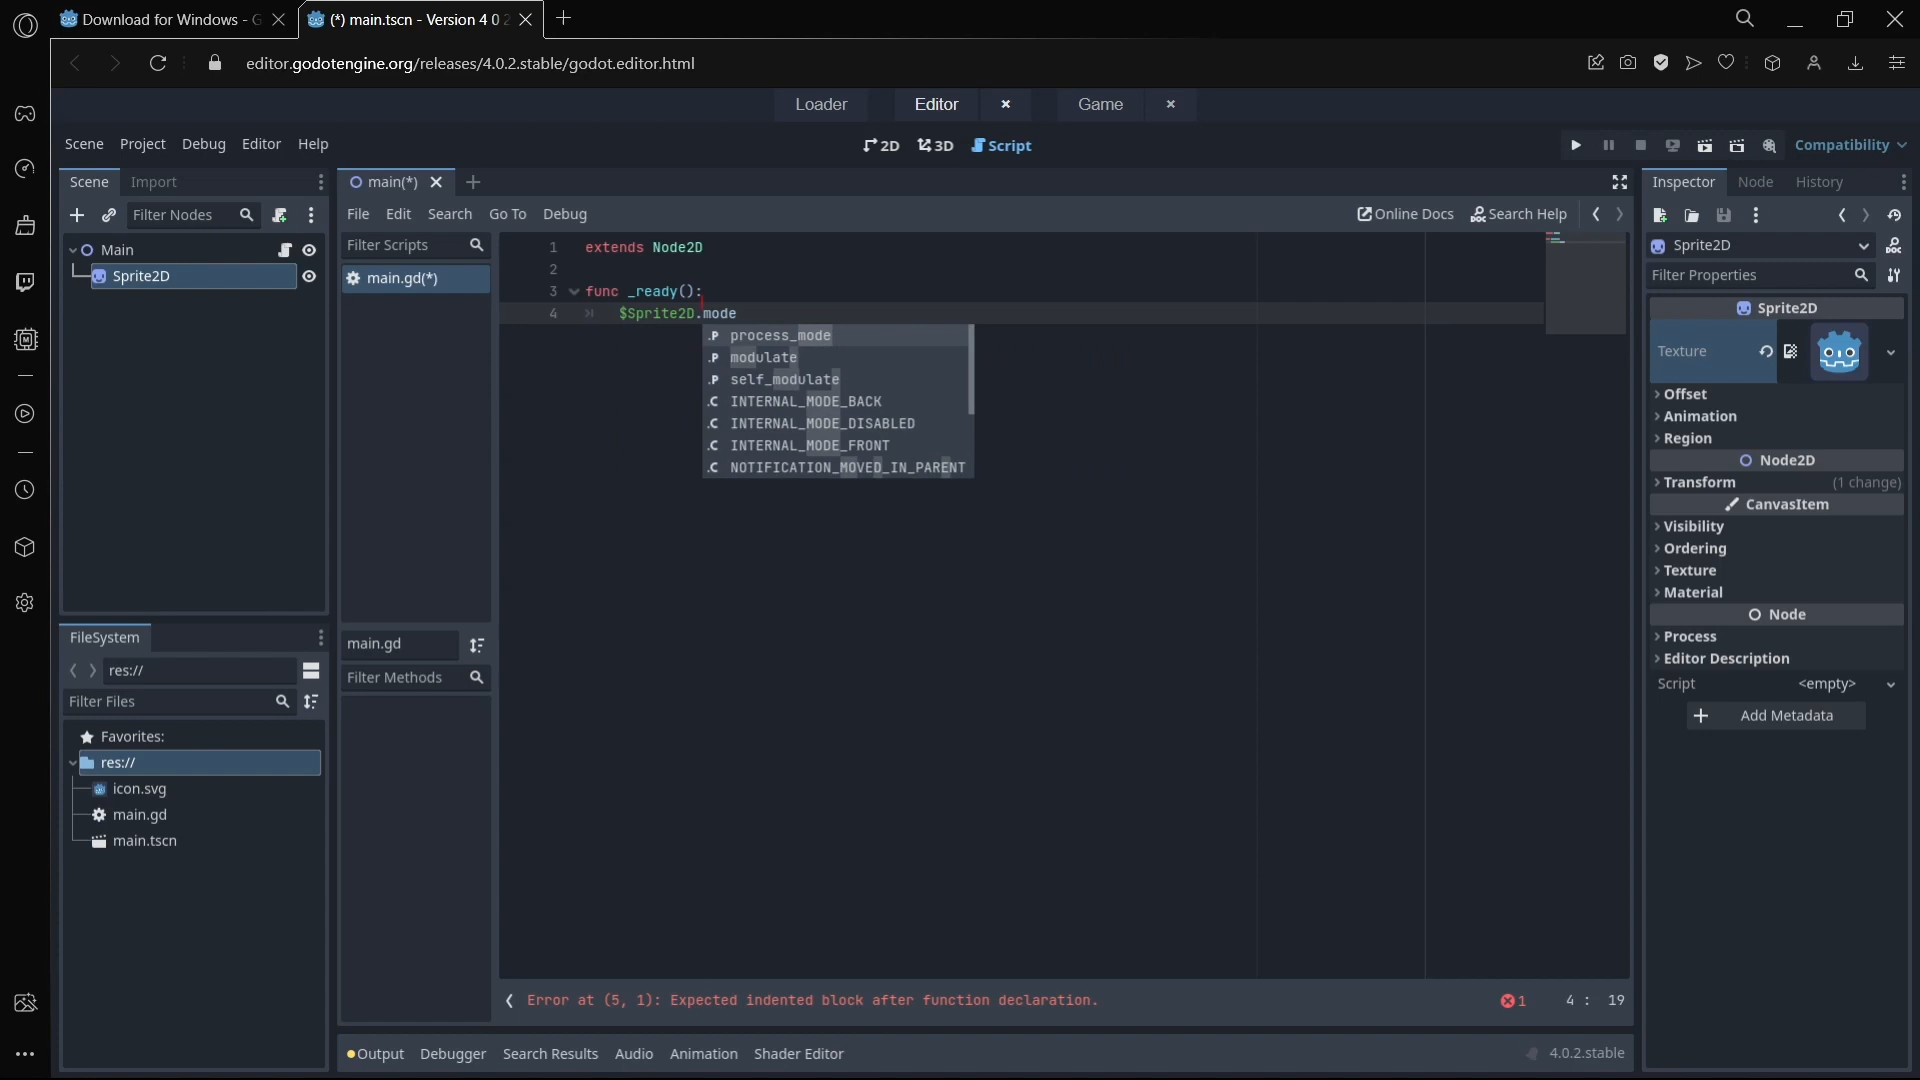 Download for Windows - G
(*) main.tscn - Version 4 0 2
editor.godotengine.org/releases/4.0.2.stable/godot.editor.html
Loader
Editor
Game
Scene Project Debug Editor Help
2D 3D Script
Compatibility
Scene Import
Filter Nodes
Main
Sprite2D
FileSystem
res://
Filter Files
Favorites:
res://
icon.svg
main.gd
main.tscn
main(*)
File Edit Search Go To Debug
Online Docs Search Help
Filter Scripts
main.gd(*)
main.gd
Filter Methods
1 extends Node2D
2
3 func _ready():
4 $Sprite2D.mode
.P process_mode
.P modulate
.P self_modulate
.C INTERNAL_MODE_BACK
.C INTERNAL_MODE_DISABLED
.C INTERNAL_MODE_FRONT
.C NOTIFICATION_MOVED_IN_PARENT
Error at (5, 1): Expected indented block after function declaration.
1 4 : 19
Output Debugger Search Results Audio Animation Shader Editor
4.0.2.stable
Inspector Node History
Sprite2D
Filter Properties
Sprite2D
Texture
Offset
Animation
Region
Node2D
Transform (1 change)
CanvasItem
Visibility
Ordering
Texture
Material
Node
Process
Editor Description
Script <empty>
Add Metadata